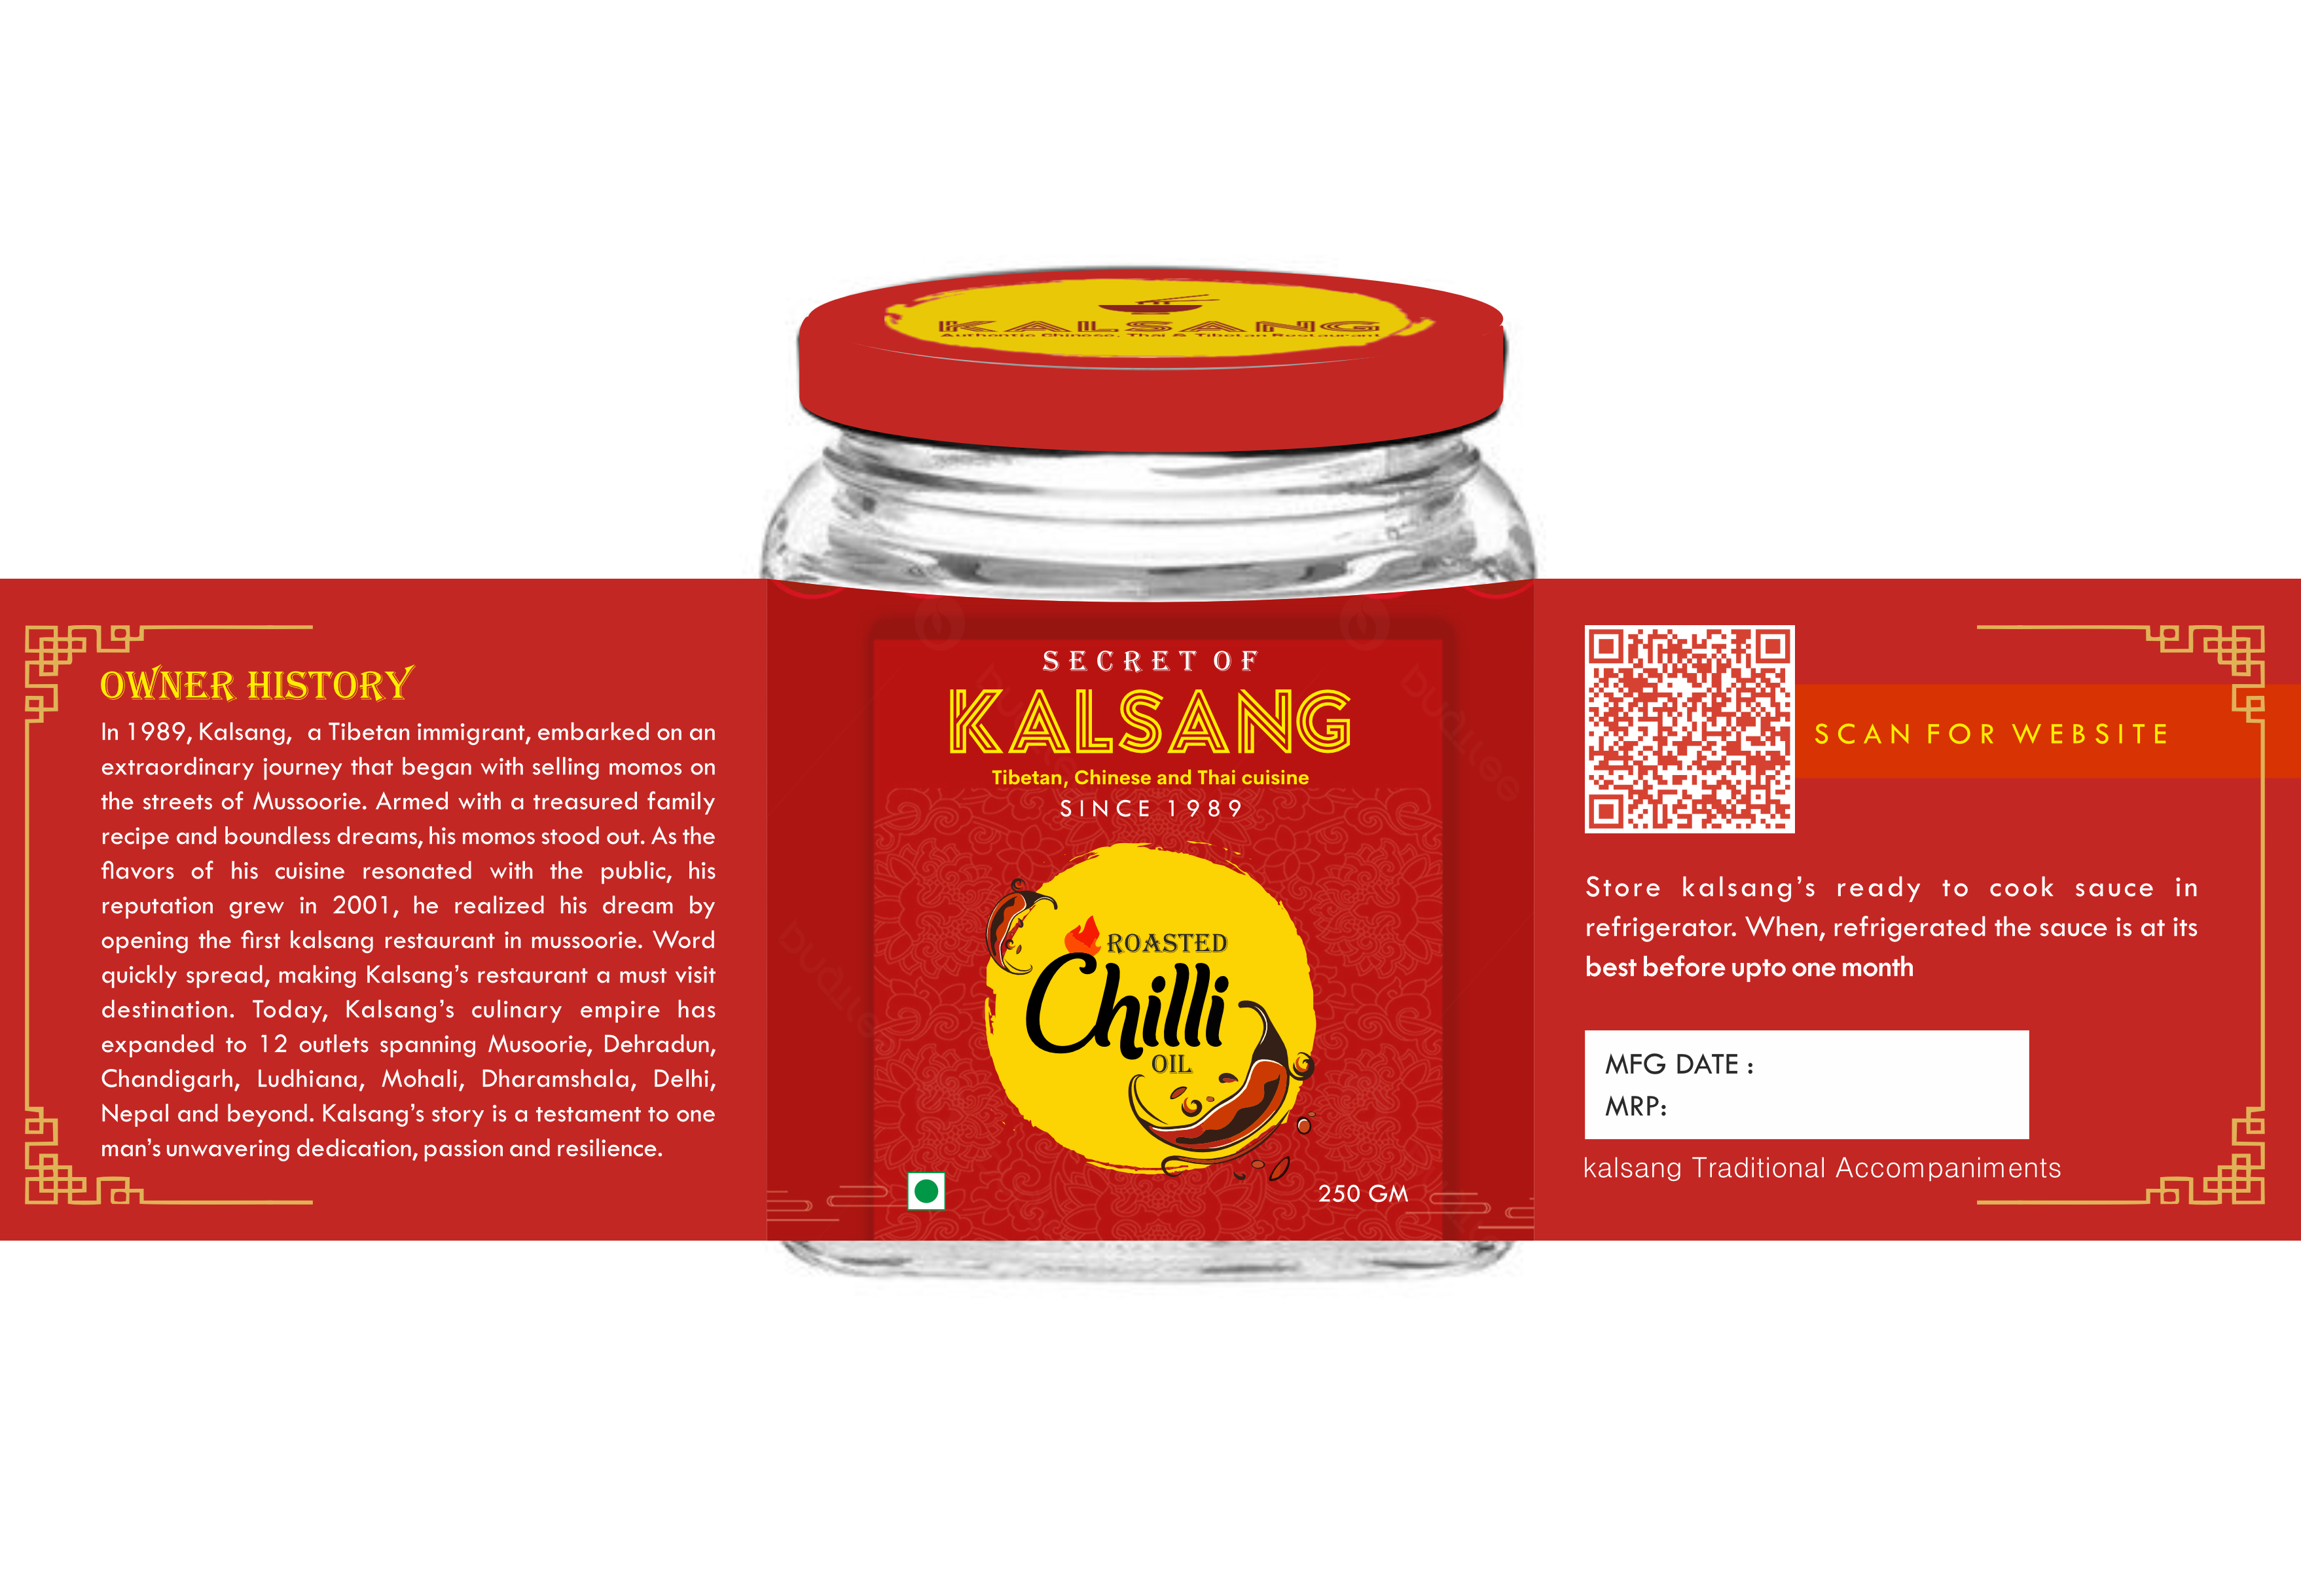 KALSANG
Authentic Chinese, Thai & Tibetan Restaurant
OWNER HISTORY
In 1989, Kalsang, a Tibetan immigrant, embarked on an
extraordinary journey that began with selling momos on
the streets of Mussoorie. Armed with a treasured family
recipe and boundless dreams, his momos stood out. As the
flavors of his cuisine resonated with the public, his
reputation grew in 2001, he realized his dream by
opening the first kalsang restaurant in mussoorie. Word
quickly spread, making Kalsang's restaurant a must visit
destination. Today, Kalsang's culinary empire has
expanded to 12 outlets spanning Musoorie, Dehradun,
Chandigarh, Ludhiana, Mohali, Dharamshala, Delhi,
Nepal and beyond. Kalsang's story is a testament to one
man's unwavering dedication, passion and resilience.
SECRET OF
KALSANG
Tibetan, Chinese and Thai cuisine
SINCE 1989
ROASTED
Chilli
OIL
250 GM
SCAN FOR WEBSITE
Store kalsang's ready to cook sauce in
refrigerator. When, refrigerated the sauce is at its
best before upto one month
MFG DATE :
MRP:
kalsang Traditional Accompaniments